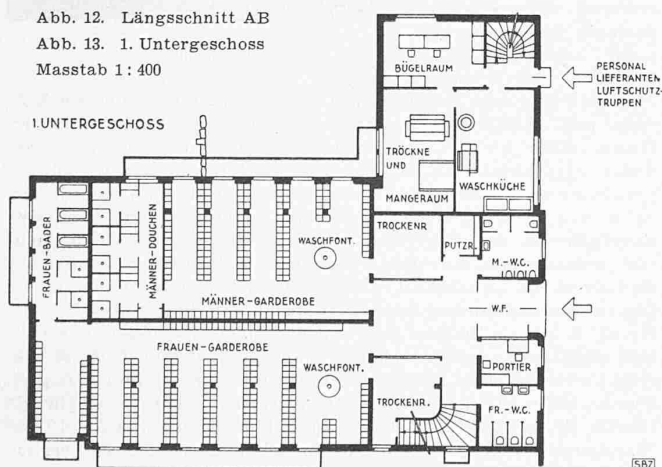 Abb. 12. Längsschnitt AB
Abb. 13. 1. Untergeschoss
Masstab 1 : 400
1. UNTERGESCHOSS
BÜGELRAUM
PERSONAL
LIEFERANTEN
LUFTSCHUTZ-
TRUPPEN
TRÖCKNE
UND
MANGERAUM
WASCHKÜCHE
FRAUEN-BÄDER
MÄNNER-DOUCHEN
WASCHFONT.
MÄNNER-GARDEROBE
TROCKENR.
PUTZR.
M.-W.C.
W.F.
FRAUEN-GARDEROBE
WASCHFONT.
PORTIER
TROCKENR.
FR.-W.C.
SBZ